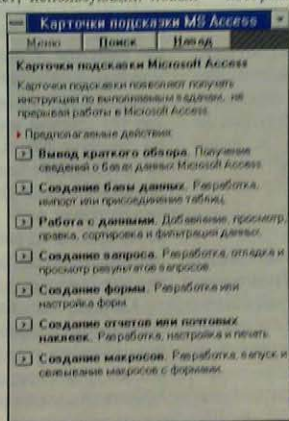 Карточки подсказки MS Access
Меню Поиск Назад
Карточки подсказки Microsoft Access
Карточки подсказки позволяют получать
инструкции по выполняемым задачам, не
прерывая работы в Microsoft Access.
Предполагаемые действия:
Вывод краткого обзора. Получение
сведений о базах данных Microsoft Access.
Создание базы данных. Разработка,
импорт или присоединение таблиц.
Работа с данными. Добавление, просмотр,
правка, сортировка и фильтрация данных.
Создание запроса. Разработка, отладка и
просмотр результатов запросов.
Создание формы. Разработка или
настройка форм.
Создание отчетов или почтовых
наклеек. Разработка, настройка и печать.
Создание макросов. Разработка, запуск и
связывание макросов с формами.